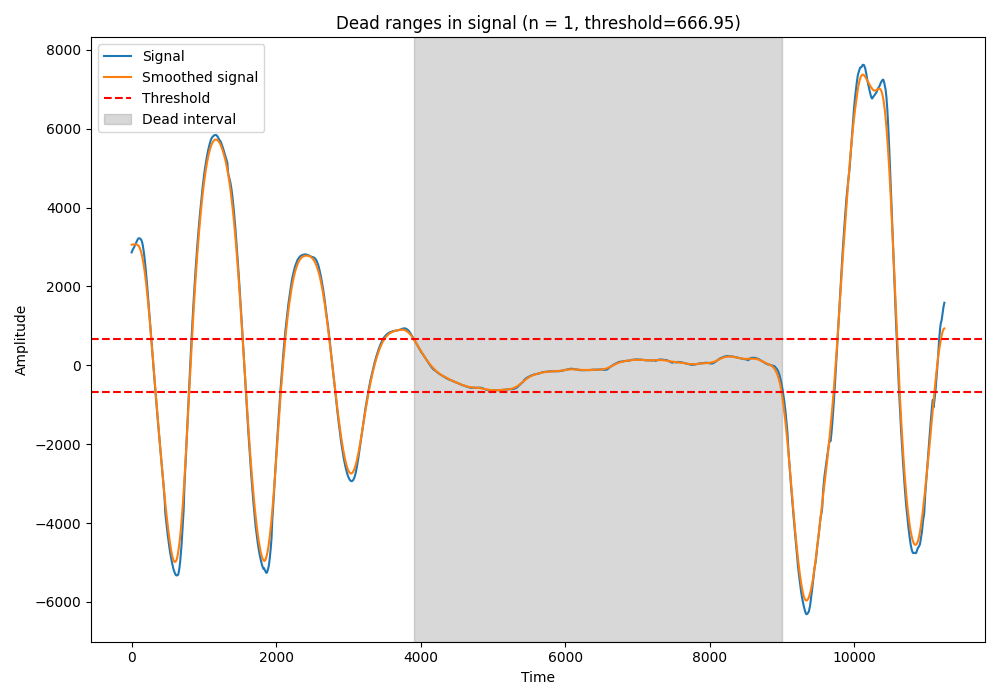 Dead ranges in signal (n = 1, threshold=666.95)
Signal
Smoothed signal
Threshold
Dead interval
Amplitude
8000
6000
4000
2000
0
−2000
−4000
−6000
0 2000 4000 6000 8000 10000
Time